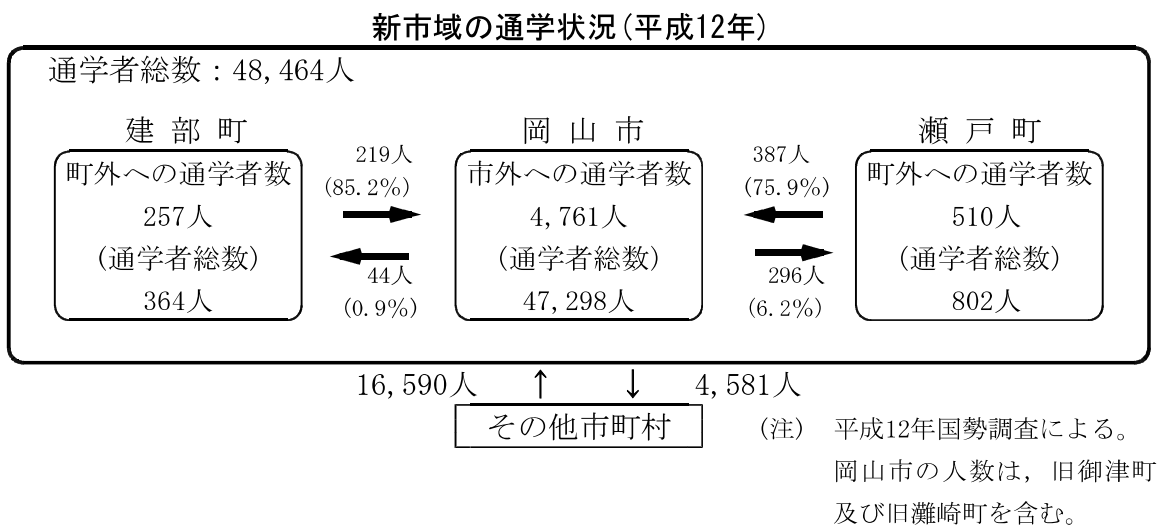 新市域の通学状況(平成12年)
通学者総数：48,464人
建部町
町外への通学者数
257人
(通学者総数)
364人
219人
(85.2%)
44人
(0.9%)
岡山市
市外への通学者数
4,761人
(通学者総数)
47,298人
387人
(75.9%)
296人
(6.2%)
瀬戸町
町外への通学者数
510人
(通学者総数)
802人
16,590人 ↑ ↓ 4,581人
その他市町村
(注) 平成12年国勢調査による。
岡山市の人数は，旧御津町
及び旧灘崎町を含む。